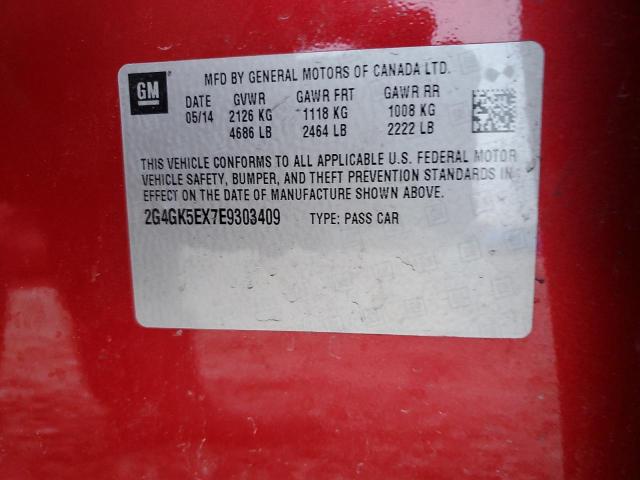 GM
MFD BY GENERAL MOTORS OF CANADA LTD.
DATE GVWR GAWR FRT GAWR RR
05/14 2126 KG 1118 KG 1008 KG
4686 LB 2464 LB 2222 LB
THIS VEHICLE CONFORMS TO ALL APPLICABLE U.S. FEDERAL MOTOR
VEHICLE SAFETY, BUMPER, AND THEFT PREVENTION STANDARDS IN
EFFECT ON THE DATE OF MANUFACTURE SHOWN ABOVE.
2G4GK5EX7E9303409 TYPE: PASS CAR